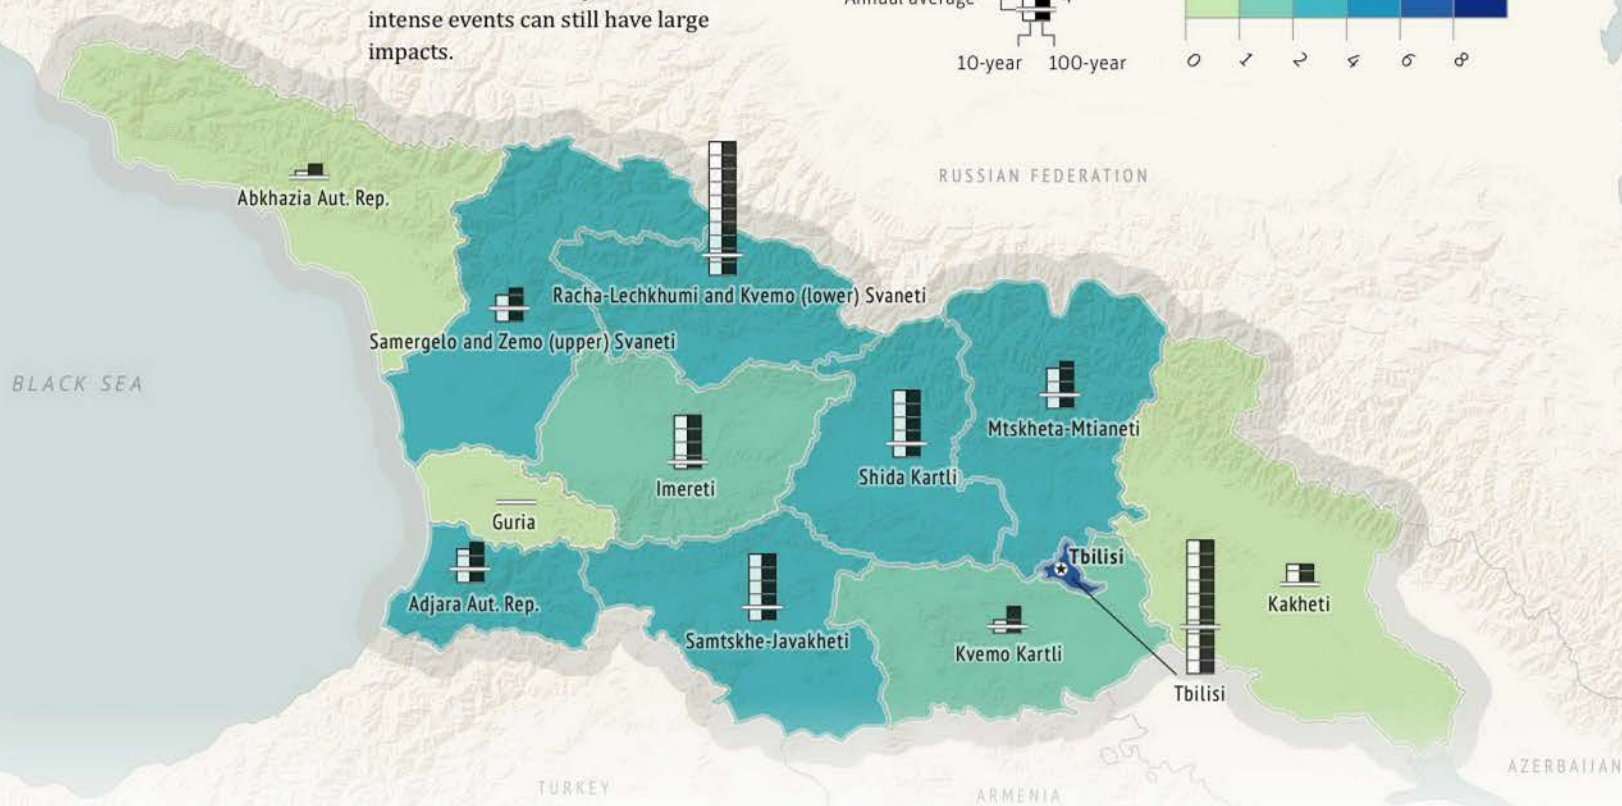 intense events can still have large
impacts.
Annual average
10-year 100-year
0 1 2 4 6 8
RUSSIAN FEDERATION
Abkhazia Aut. Rep.
Racha-Lechkhumi and Kvemo (lower) Svaneti
Samergelo and Zemo (upper) Svaneti
BLACK SEA
Mtskheta-Mtianeti
Shida Kartli
Imereti
Guria
Tbilisi
Adjara Aut. Rep.
Kakheti
Samtskhe-Javakheti
Kvemo Kartli
Tbilisi
AZERBAIJAN
TURKEY
ARMENIA